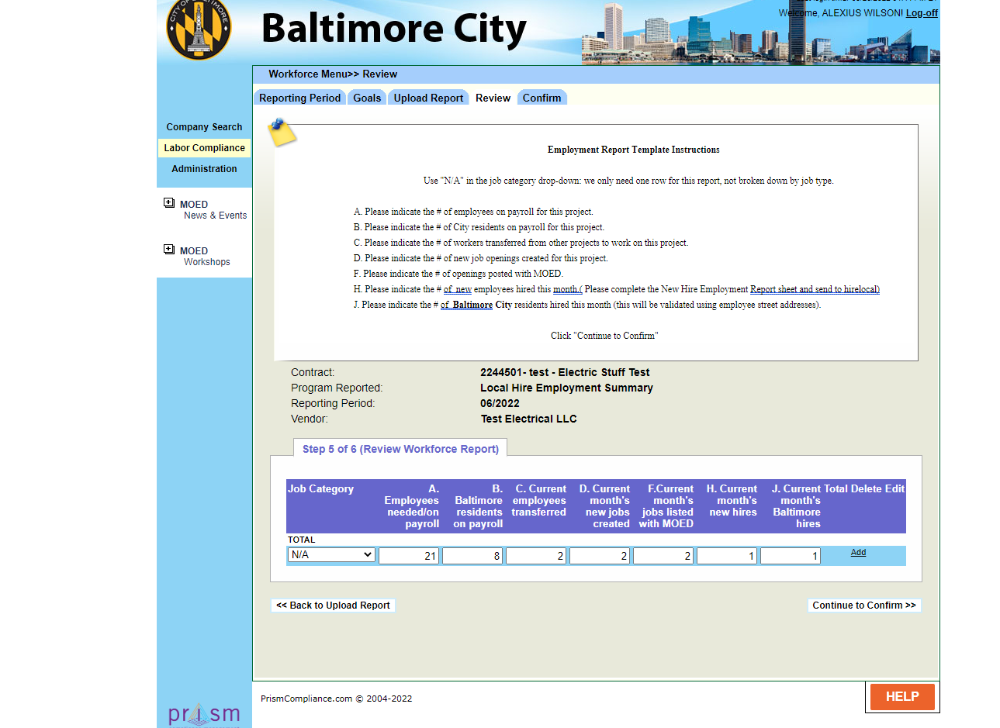 CITY OF BALTIMORE
Baltimore City
Welcome, ALEXIUS WILSON! Log-off
Workforce Menu>> Review
Reporting Period Goals Upload Report Review Confirm
Company Search
Labor Compliance
Administration
MOED
News & Events
MOED
Workshops
Employment Report Template Instructions
Use "N/A" in the job category drop-down: we only need one row for this report, not broken down by job type.
A. Please indicate the # of employees on payroll for this project.
B. Please indicate the # of City residents on payroll for this project.
C. Please indicate the # of workers transferred from other projects to work on this project.
D. Please indicate the # of new job openings created for this project.
F. Please indicate the # of openings posted with MOED.
H. Please indicate the # of new employees hired this month.( Please complete the New Hire Employment Report sheet and send to hirelocal)
J. Please indicate the # of Baltimore City residents hired this month (this will be validated using employee street addresses).
Click "Continue to Confirm"
Contract: 2244501- test - Electric Stuff Test
Program Reported: Local Hire Employment Summary
Reporting Period: 06/2022
Vendor: Test Electrical LLC
Step 5 of 6 (Review Workforce Report)
Job Category A. B. C. Current D. Current F.Current H. Current J. Current Total Delete Edit
Employees Baltimore employees month's month's month's month's
needed/on residents transferred new jobs jobs listed new hires Baltimore
payroll on payroll created with MOED hires
TOTAL
N/A 21 8 2 2 2 1 1 Add
<< Back to Upload Report Continue to Confirm >>
PrismCompliance.com © 2004-2022
HELP
prism